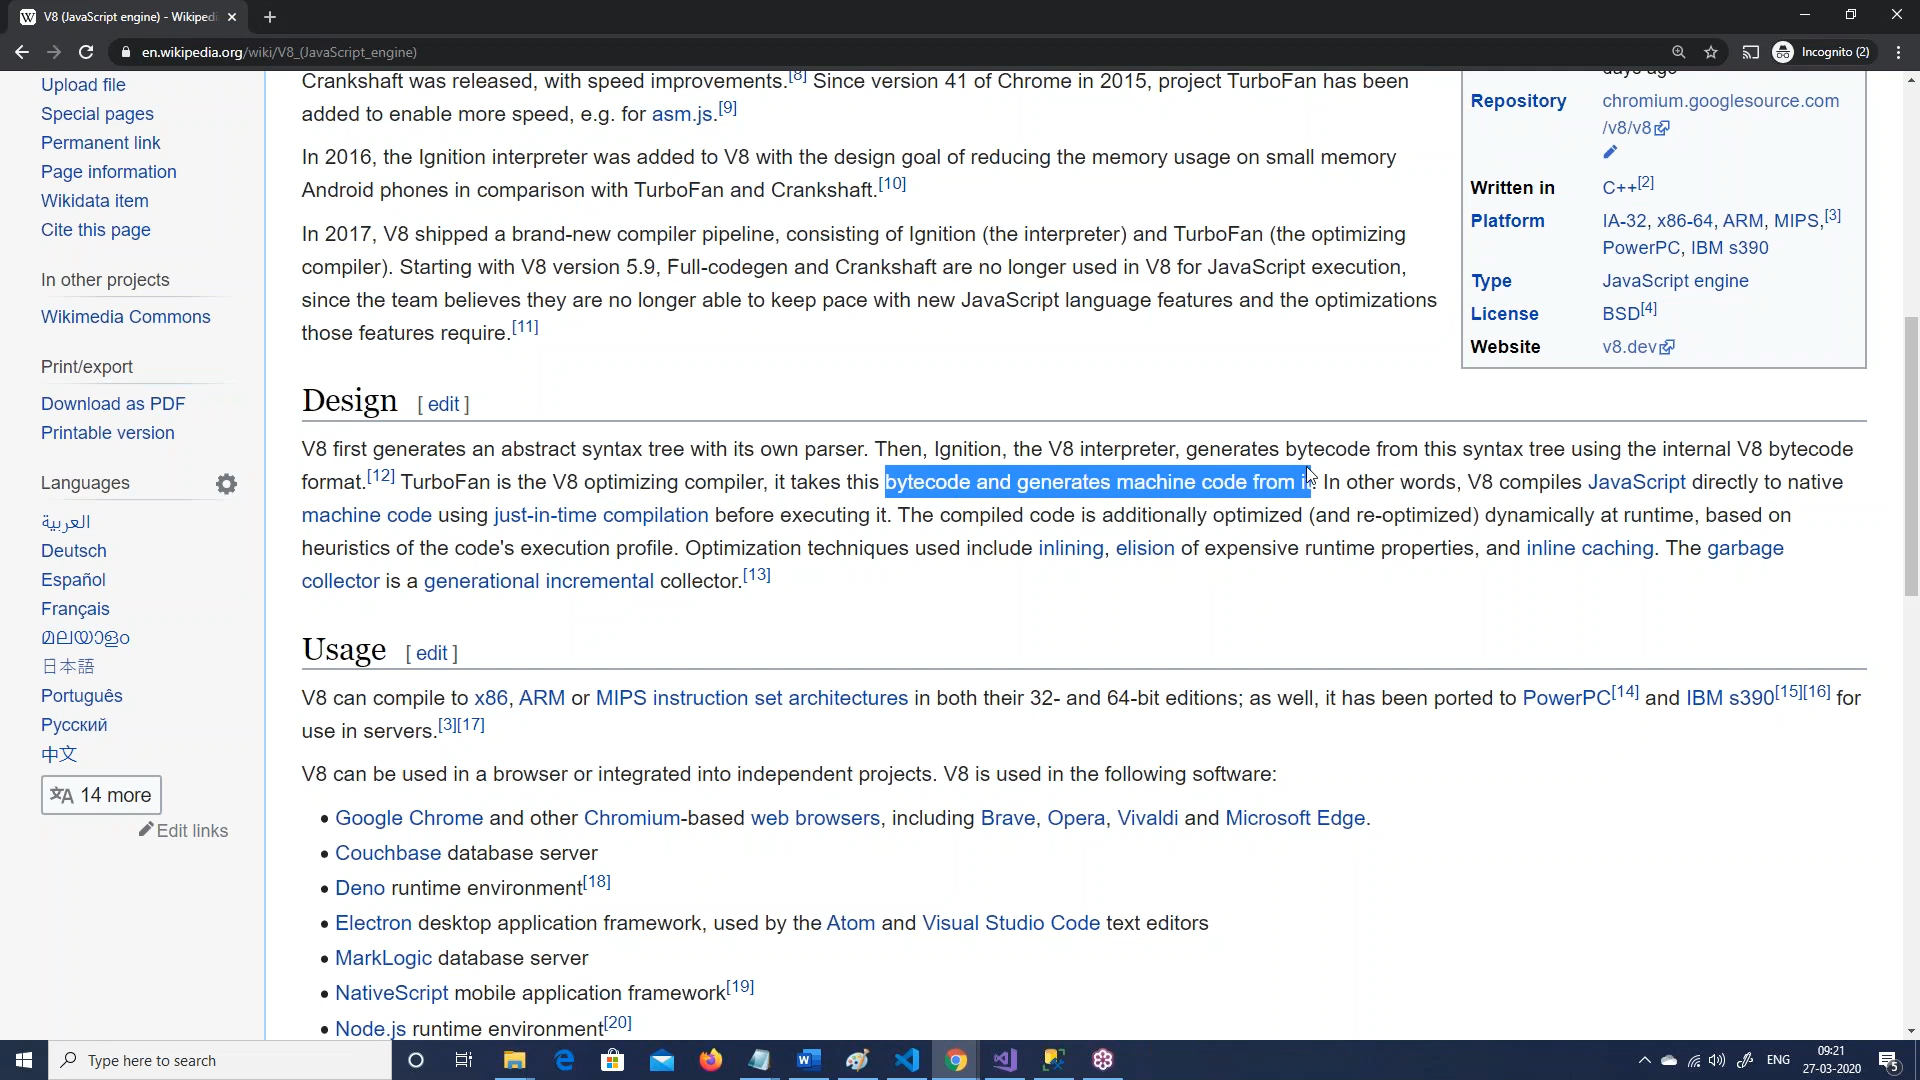 V8 (JavaScript engine) - Wikiped
en.wikipedia.org/wiki/V8_(JavaScript_engine)
Incognito (2)
Upload file
Special pages
Permanent link
Page information
Wikidata item
Cite this page
In other projects
Wikimedia Commons
Print/export
Download as PDF
Printable version
Languages
العربية
Deutsch
Español
Français
മലയാളം
日本語
Português
Русский
中文
14 more
Edit links
Crankshaft was released, with speed improvements.[8] Since version 41 of Chrome in 2015, project TurboFan has been
added to enable more speed, e.g. for asm.js.[9]
In 2016, the Ignition interpreter was added to V8 with the design goal of reducing the memory usage on small memory
Android phones in comparison with TurboFan and Crankshaft.[10]
In 2017, V8 shipped a brand-new compiler pipeline, consisting of Ignition (the interpreter) and TurboFan (the optimizing
compiler). Starting with V8 version 5.9, Full-codegen and Crankshaft are no longer used in V8 for JavaScript execution,
since the team believes they are no longer able to keep pace with new JavaScript language features and the optimizations
those features require.[11]
days ago
Repository chromium.googlesource.com
/v8/v8
Written in C++[2]
Platform IA-32, x86-64, ARM, MIPS,[3]
PowerPC, IBM s390
Type JavaScript engine
License BSD[4]
Website v8.dev
Design [ edit ]
V8 first generates an abstract syntax tree with its own parser. Then, Ignition, the V8 interpreter, generates bytecode from this syntax tree using the internal V8 bytecode
format.[12] TurboFan is the V8 optimizing compiler, it takes this bytecode and generates machine code from it. In other words, V8 compiles JavaScript directly to native
machine code using just-in-time compilation before executing it. The compiled code is additionally optimized (and re-optimized) dynamically at runtime, based on
heuristics of the code's execution profile. Optimization techniques used include inlining, elision of expensive runtime properties, and inline caching. The garbage
collector is a generational incremental collector.[13]
Usage [ edit ]
V8 can compile to x86, ARM or MIPS instruction set architectures in both their 32- and 64-bit editions; as well, it has been ported to PowerPC[14] and IBM s390[15][16] for
use in servers.[3][17]
V8 can be used in a browser or integrated into independent projects. V8 is used in the following software:
• Google Chrome and other Chromium-based web browsers, including Brave, Opera, Vivaldi and Microsoft Edge.
• Couchbase database server
• Deno runtime environment[18]
• Electron desktop application framework, used by the Atom and Visual Studio Code text editors
• MarkLogic database server
• NativeScript mobile application framework[19]
• Node.js runtime environment[20]
Type here to search
ENG
09:21
27-03-2020
5